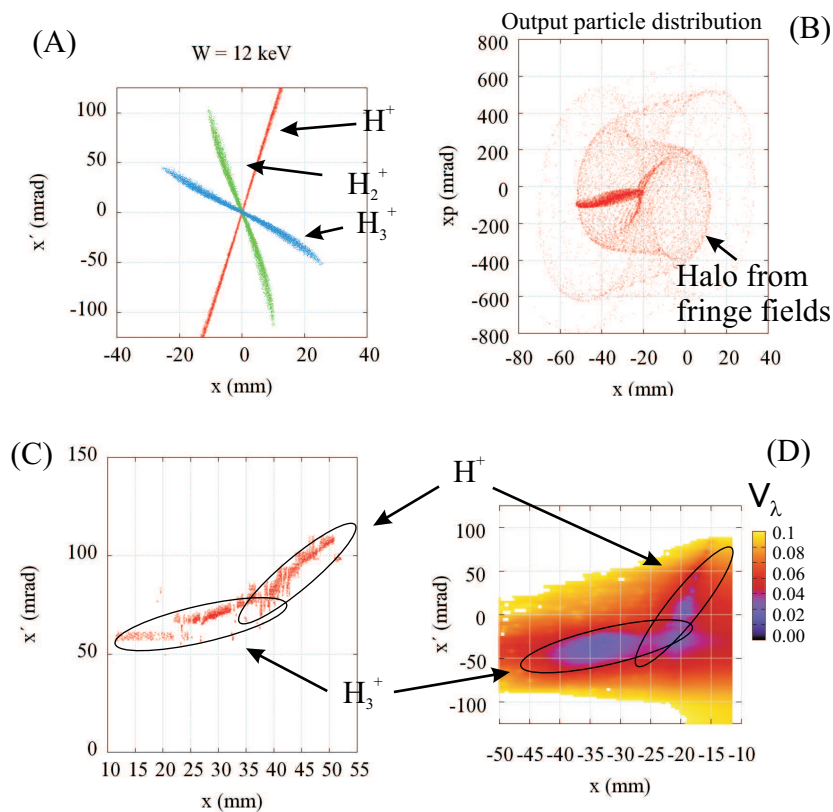 (A)
W = 12 keV
x´ (mrad)
100
50
0
-50
-100
-40
-20
0
20
40
x (mm)
H⁺
H₂⁺
H₃⁺
Output particle distribution
(B)
xp (mrad)
800
600
400
200
0
-200
-400
-600
-800
-80
-60
-40
-20
0
20
40
x (mm)
Halo from
fringe fields
(C)
x´ (mrad)
150
100
50
0
10
15
20
25
30
35
40
45
55
x (mm)
H⁺
H₃⁺
(D)
V_λ
0.1
0.08
0.06
0.04
0.02
0.00
x´ (mrad)
100
50
0
-50
-100
-50
-45
-40
-35
-30
-25
-20
-15
-10
x (mm)